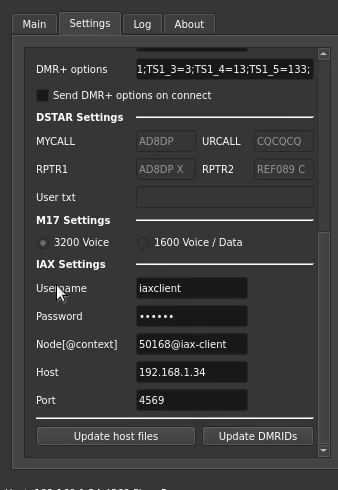 Main Settings Log About
DMR+ options 1;TS1_3=3;TS1_4=13;TS1_5=133;
Send DMR+ options on connect
DSTAR Settings
MYCALL AD8DP URCALL CQCQCQ
RPTR1 AD8DP X RPTR2 REF089 C
User txt
M17 Settings
3200 Voice 1600 Voice / Data
IAX Settings
Username iaxclient
Password ••••••
Node[@context] 50168@iax-client
Host 192.168.1.34
Port 4569
Update host files Update DMRIDs